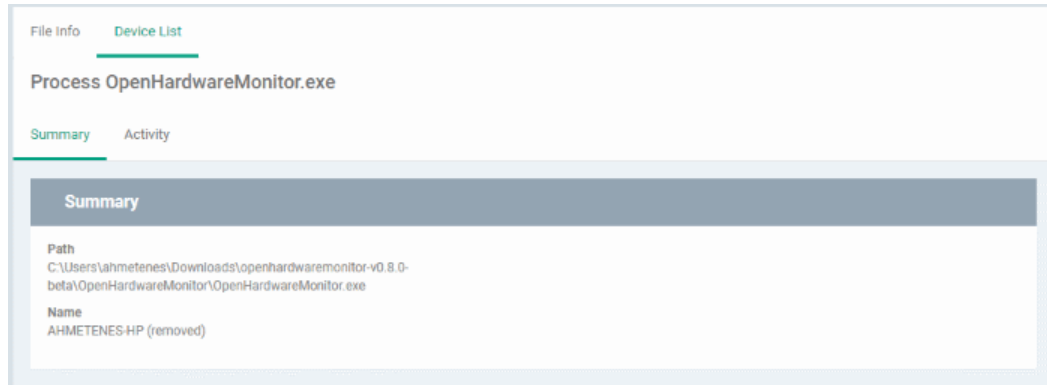 File Info Device List
Process OpenHardwareMonitor.exe
Summary Activity
Summary
Path
C:\Users\ahmetenes\Downloads\openhardwaremonitor-v0.8.0-
beta\OpenHardwareMonitor\OpenHardwareMonitor.exe
Name
AHMETENES-HP (removed)